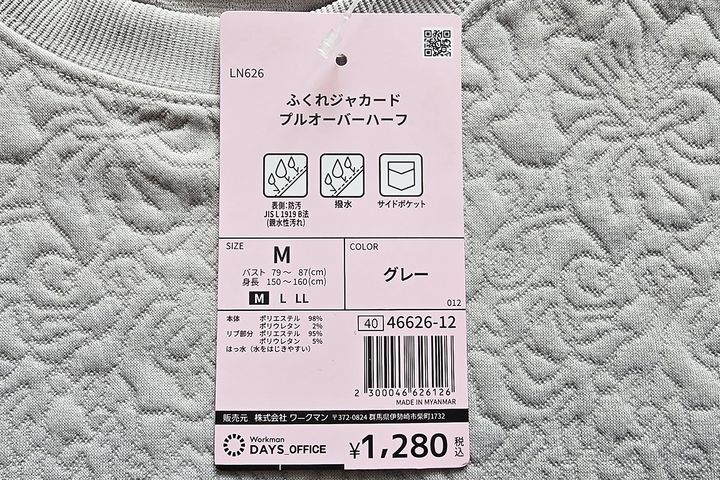 LN626
ふくれジャカード
プルオーバーハーフ
表側:防汚
JIS L 1919 B法
(親水性汚れ)
撥水
サイドポケット
SIZE
M
バスト 79～ 87(cm)
身長 150～160(cm)
M L LL
COLOR
グレー
012
本体 ポリエステル 98%
ポリウレタン 2%
リブ部分 ポリエステル 95%
ポリウレタン 5%
はっ水(水をはじきやすい)
40 46626-12
2 300046 626126
MADE IN MYANMAR
販売元 株式会社 ワークマン 〒372-0824 群馬県伊勢崎市柴町1732
Workman
DAYS_OFFICE
¥1,280 税込